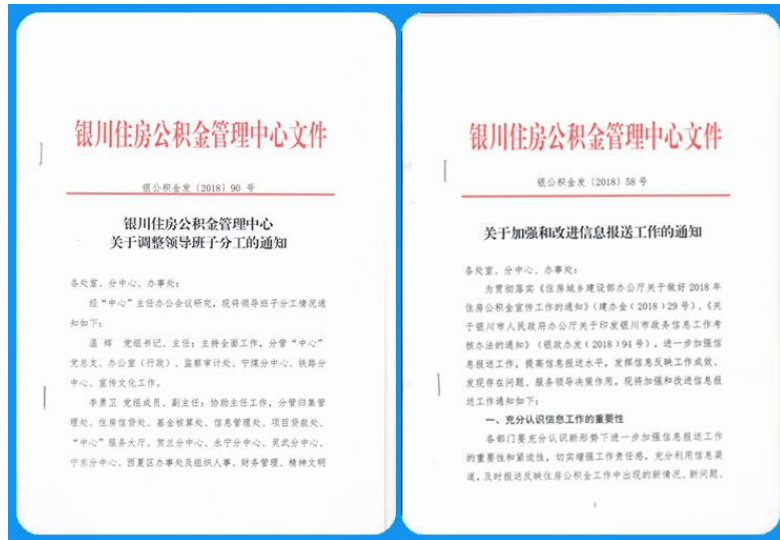 银川住房公积金管理中心文件
银公积金发〔2018〕90 号
银川住房公积金管理中心
关于调整领导班子分工的通知
各处室、分中心、办事处：
经“中心”主任办公会议研究，现将领导班子分工情况通
知如下：
温 辉 党组书记、主任：主持全面工作，分管“中心”
党总支、办公室（行政）、监察审计处、宁煤分中心、铁路分
中心、宣传文化工作。
李勇卫 党组成员、副主任：协助主任工作，分管归集管
理处、住房信贷处、基金核算处、信息管理处、项目贷款处、
“中心”服务大厅、贺兰分中心、永宁分中心、灵武分中心、
宁东分中心、西夏区办事处及组织人事、财务管理、精神文明
银川住房公积金管理中心文件
银公积金发〔2018〕58 号
关于加强和改进信息报送工作的通知
各处室、分中心、办事处：
为贯彻落实《住房城乡建设部办公厅关于做好 2018 年
住房公积金宣传工作的通知》（建办金〔2018〕29 号）、《关
于银川市人民政府办公厅关于印发银川市政务信息工作考
核办法的通知》（银政办发〔2018〕94 号），进一步加强信
息报送工作，提高信息报送水平，发挥信息反映工作成效、
发现存在问题、服务领导决策作用。现将加强和改进信息报
送工作通知如下：
一、充分认识信息工作的重要性
各部门要充分认识新形势下进一步加强信息报送工作
的重要性和紧迫性，切实增强工作责任感，充分利用信息渠
道，及时报送反映住房公积金工作中出现的新情况、新问题、
1